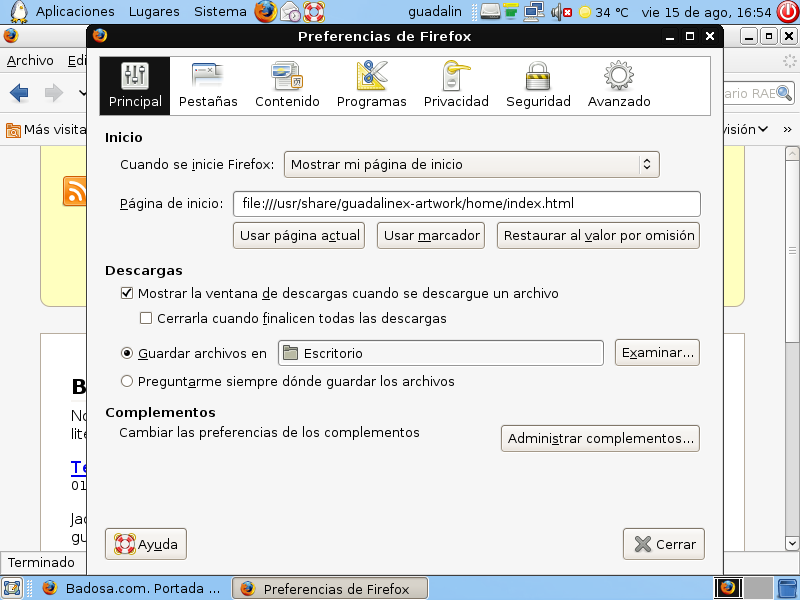 Aplicaciones Lugares Sistema guadalin 34 °C vie 15 de ago, 16:54
Preferencias de Firefox
Archivo Edi
Principal Pestañas Contenido Programas Privacidad Seguridad Avanzado
ario RAE
Más visita
visión
»
Inicio
Cuando se inicie Firefox: Mostrar mi página de inicio
Página de inicio: file:///usr/share/guadalinex-artwork/home/index.html
Usar página actual Usar marcador Restaurar al valor por omisión
Descargas
Mostrar la ventana de descargas cuando se descargue un archivo
Cerrarla cuando finalicen todas las descargas
Guardar archivos en Escritorio Examinar...
Preguntarme siempre dónde guardar los archivos
B
No
lite
Te
01
Jac
gu
Complementos
Cambiar las preferencias de los complementos
Administrar complementos...
Ayuda Cerrar
Terminado
Badosa.com. Portada ... Preferencias de Firefox